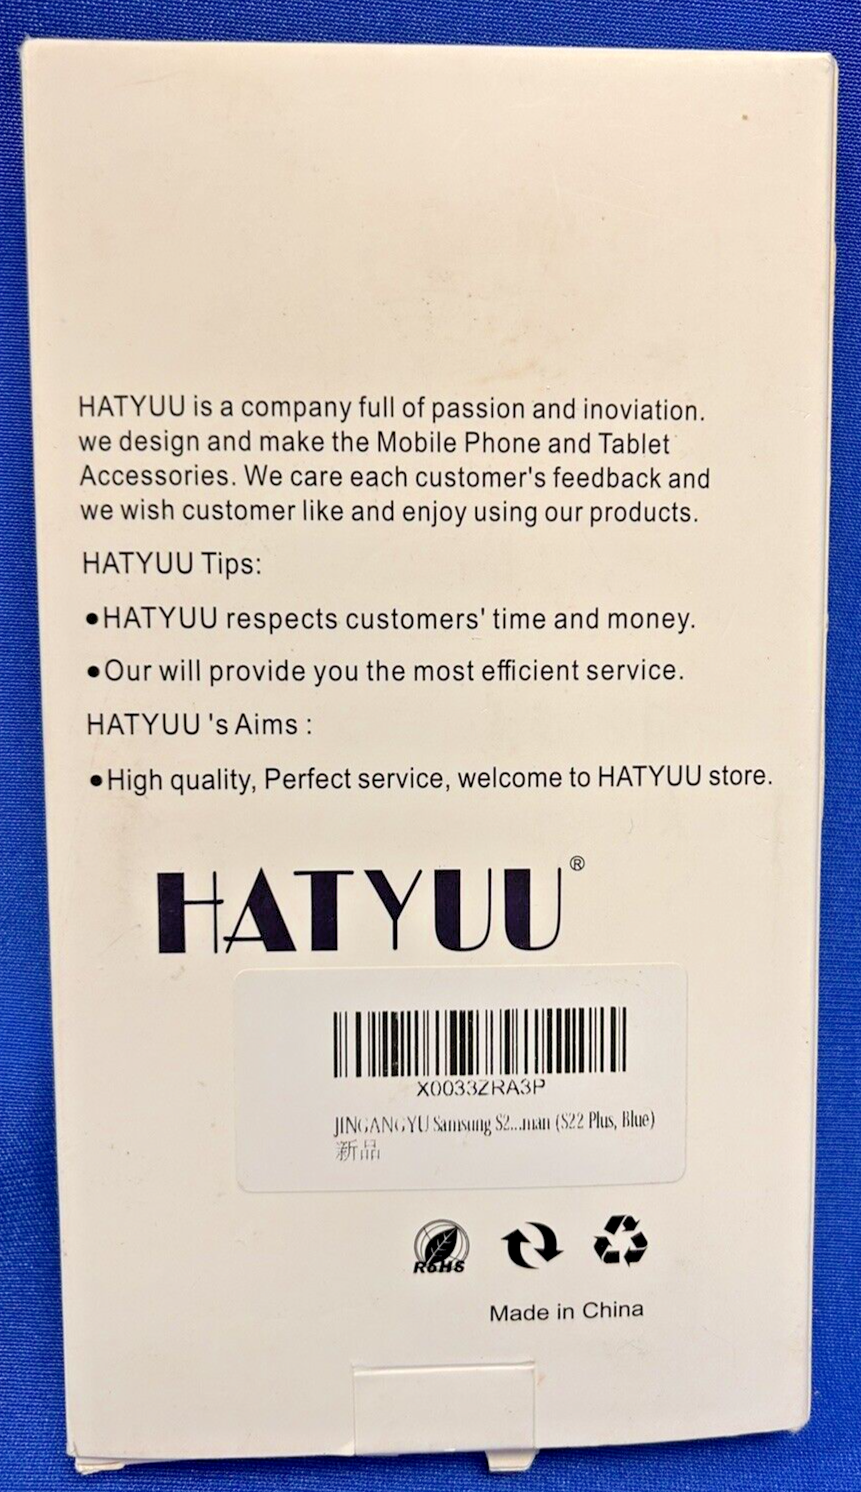 HATYUU is a company full of passion and inoviation.
we design and make the Mobile Phone and Tablet
Accessories. We care each customer's feedback and
we wish customer like and enjoy using our products.
HATYUU Tips:
●HATYUU respects customers' time and money.
●Our will provide you the most efficient service.
HATYUU 's Aims :
●High quality, Perfect service, welcome to HATYUU store.
HATYUU®
X0033ZRA3P
JINGANGYU Samsung S2...man (S22 Plus, Blue)
新品
RoHS
Made in China